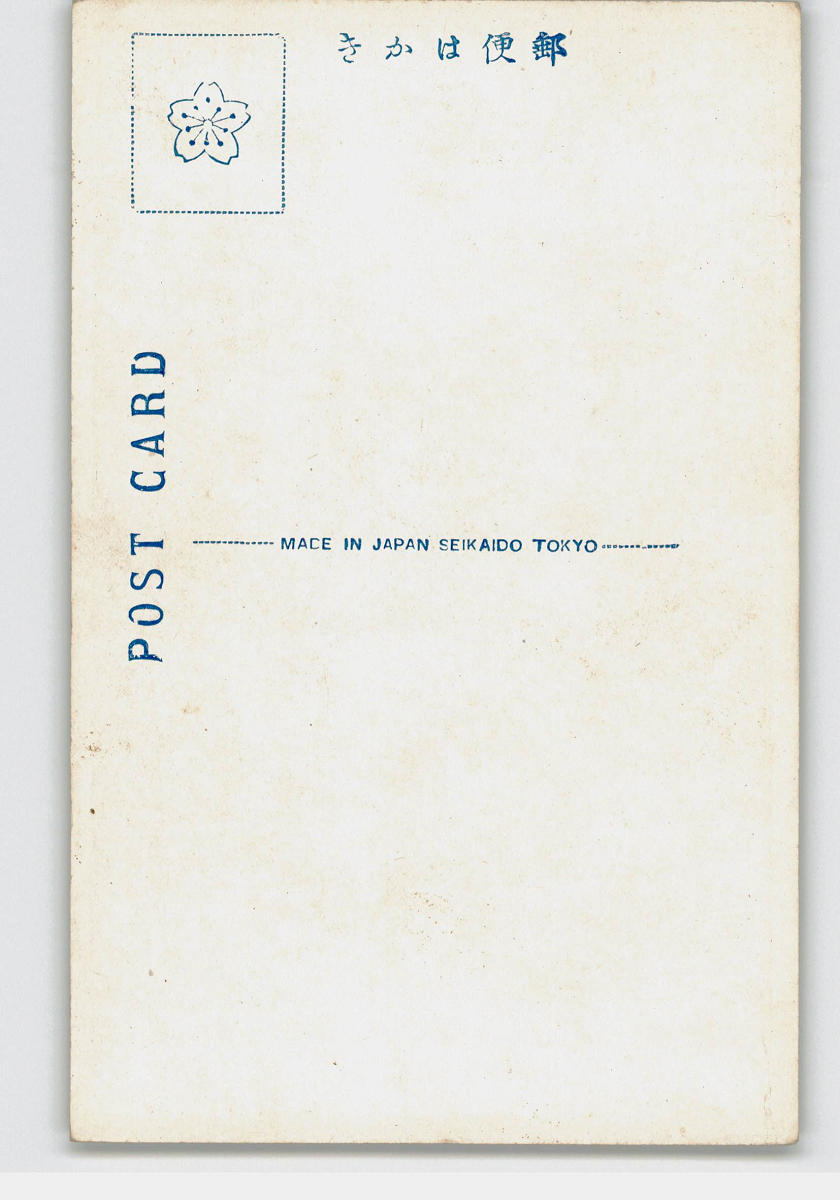 郵便はかき
POST CARD
MADE IN JAPAN SEIKAIDO TOKYO